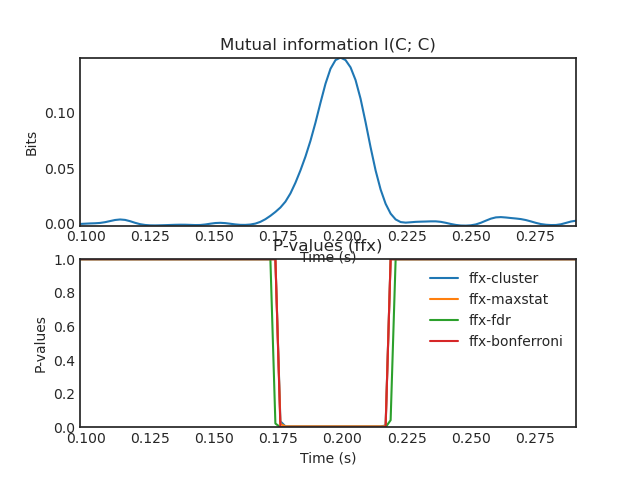 Mutual information I(C; C)
Bits
0.10
0.05
0.00
0.100 0.125 0.150 0.175 0.200 0.225 0.250 0.275
Time (s)
P-values (ffx)
P-values
1.0
0.8
0.6
0.4
0.2
0.0
ffx-cluster
ffx-maxstat
ffx-fdr
ffx-bonferroni
0.100 0.125 0.150 0.175 0.200 0.225 0.250 0.275
Time (s)